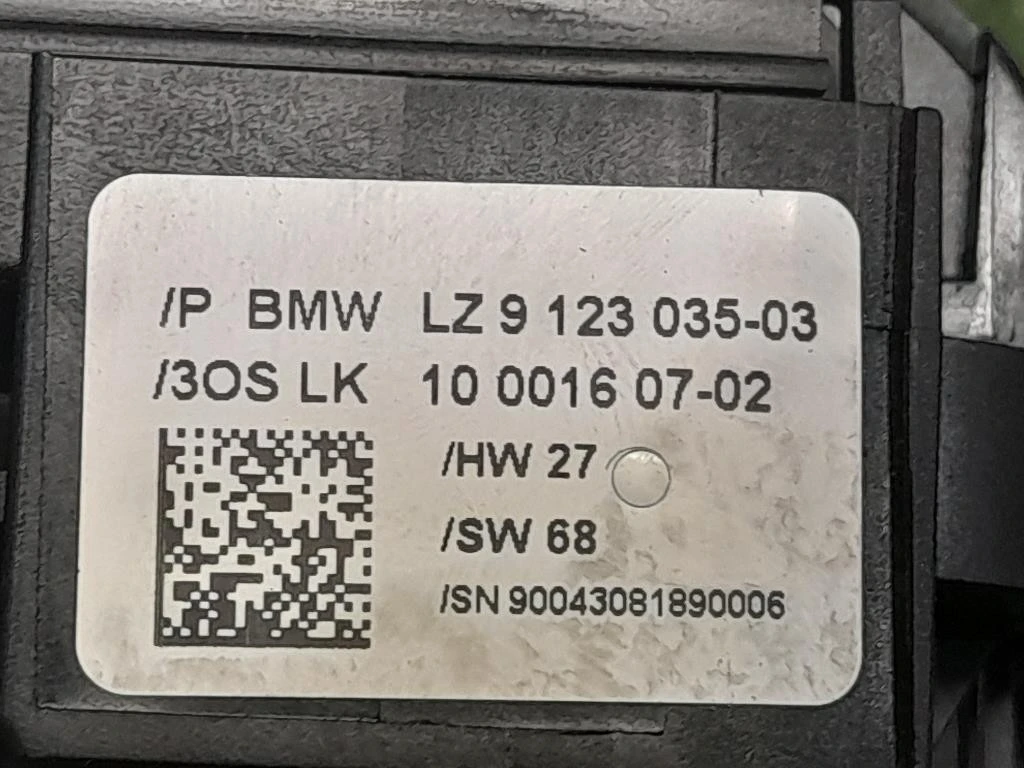 /P BMW LZ 9 123 035-03
/3OS LK 10 0016 07-02
/HW 27
/SW 68
/SN 90043081890006